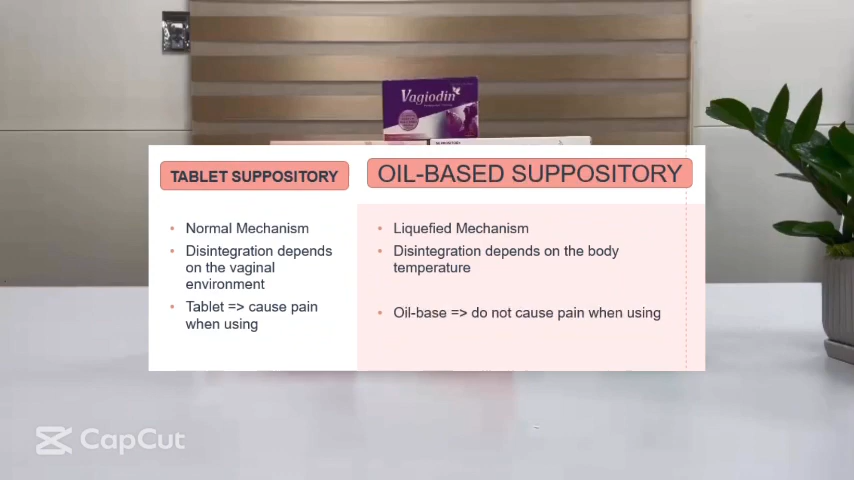 Vagiodin
TABLET SUPPOSITORY
OIL-BASED SUPPOSITORY
• Normal Mechanism
• Disintegration depends
on the vaginal
environment
• Tablet => cause pain
when using
• Liquefied Mechanism
• Disintegration depends on the body
temperature
• Oil-base => do not cause pain when using
CapCut